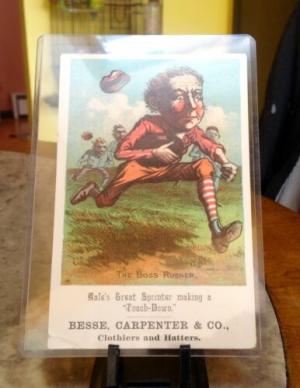 THE BOSS RUSHER.
Yale's Great Sprinter making a
"Touch-Down."
BESSE, CARPENTER & CO.,
Clothiers and Hatters.